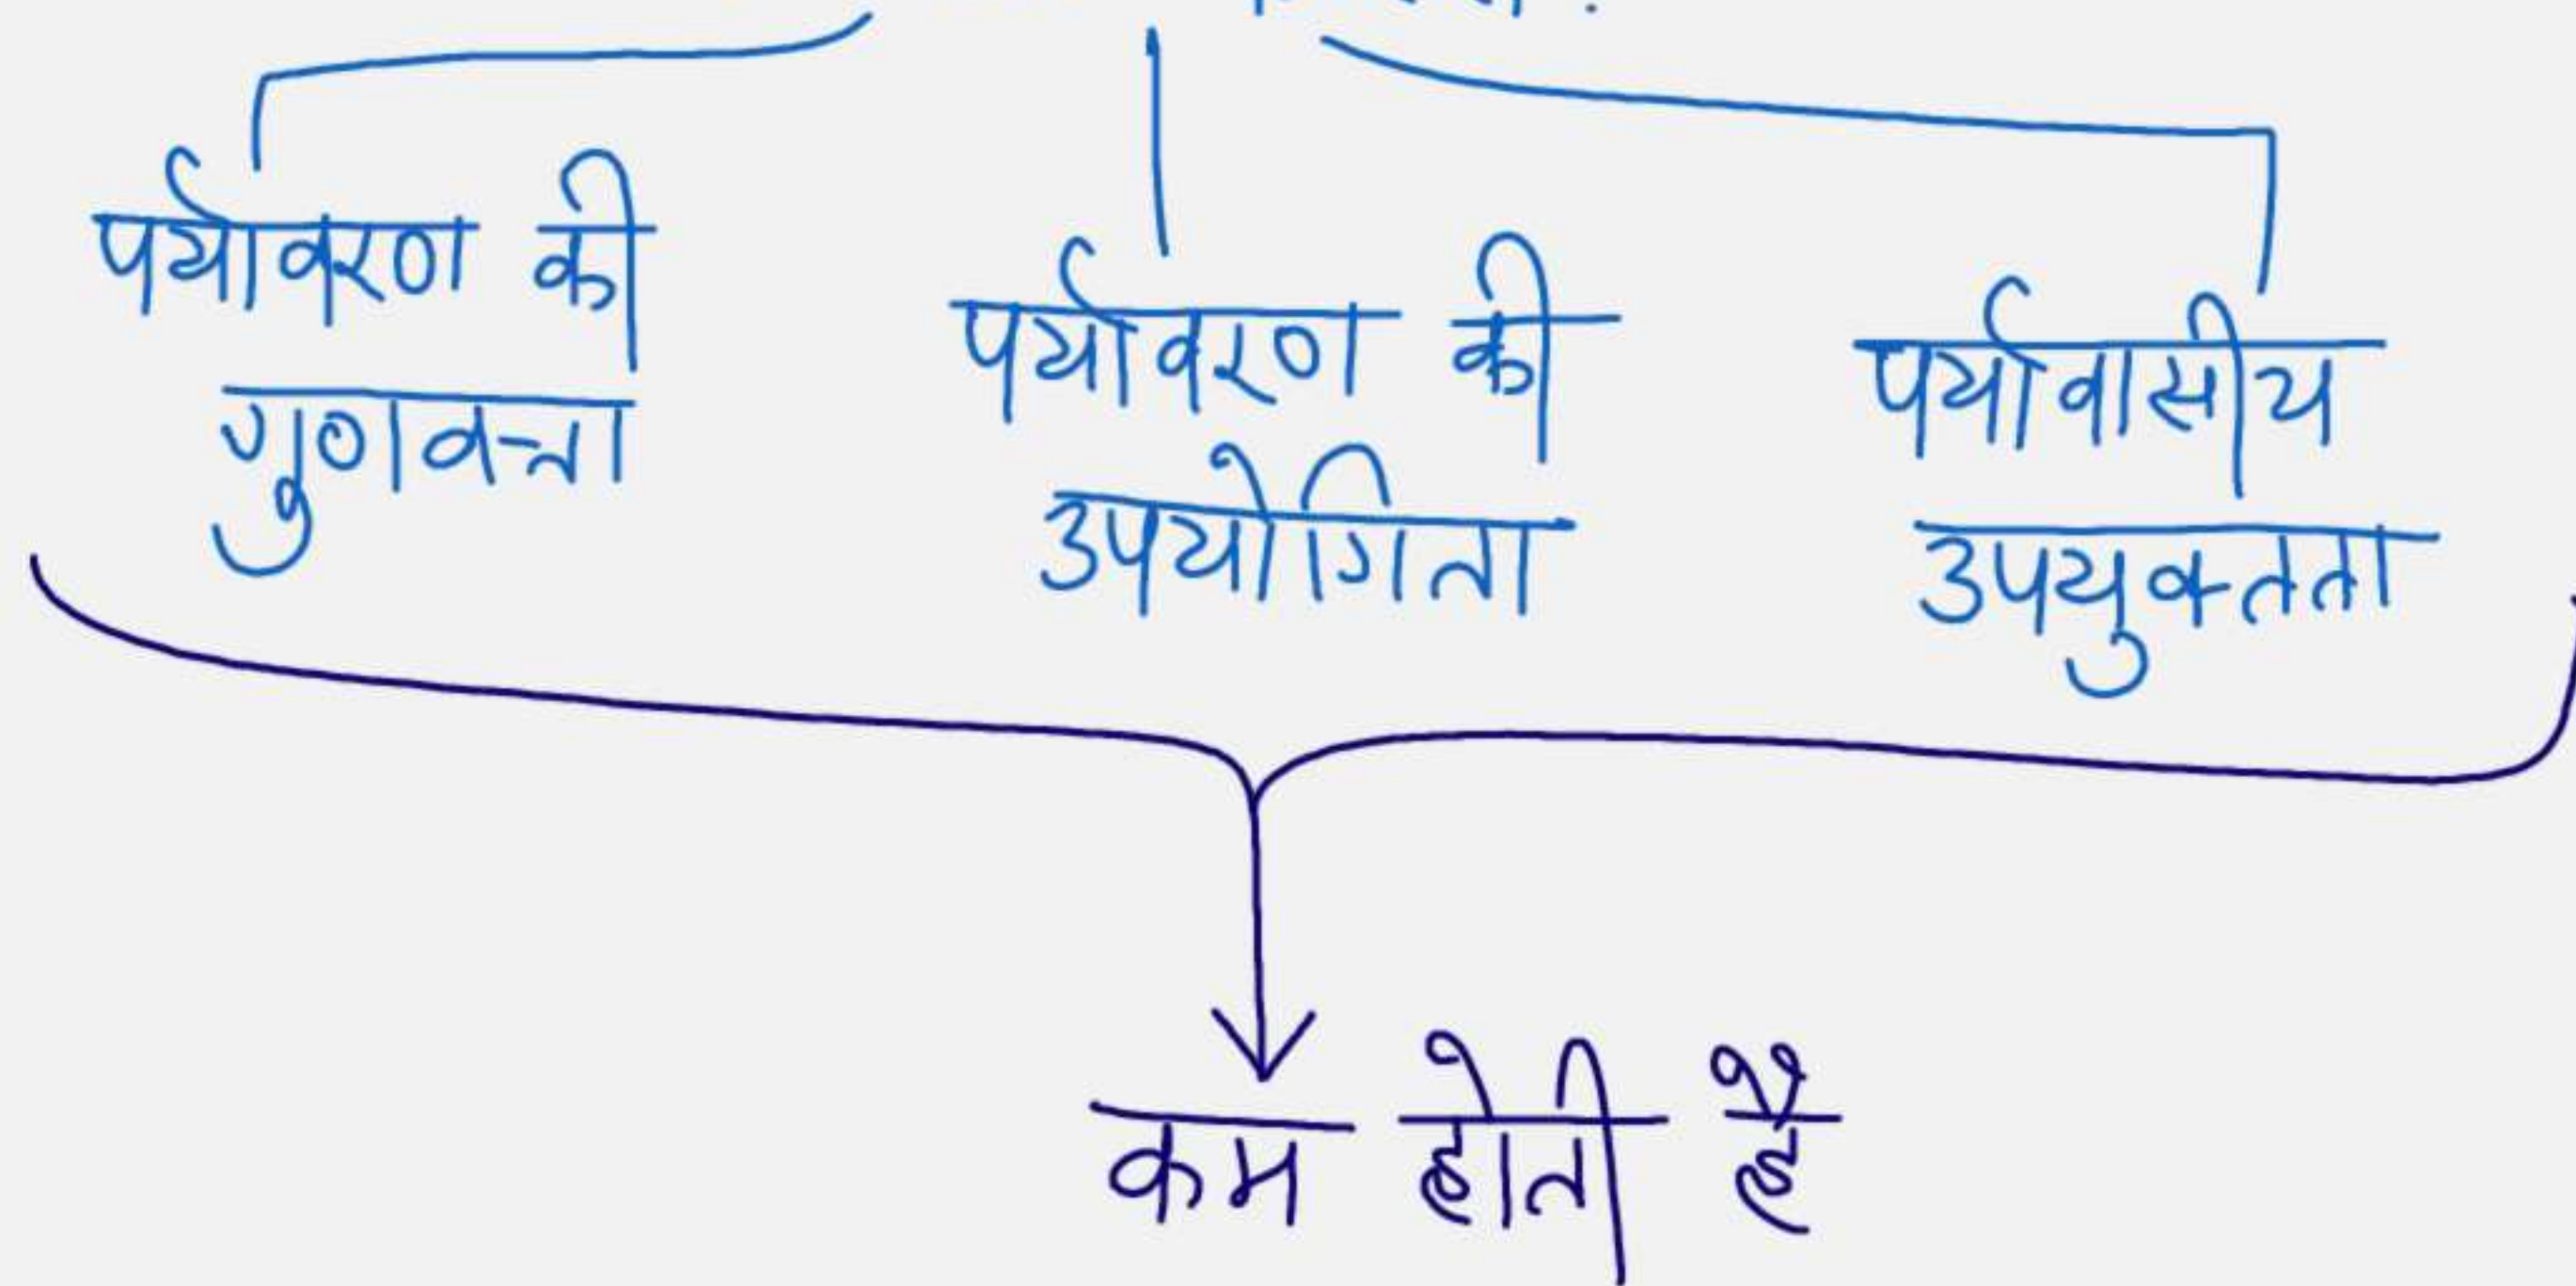 पर्यावरण की
गुणवत्ता
पर्यावरण की
उपयोगिता
पर्यावासीय
उपयुक्तता
कम होती है